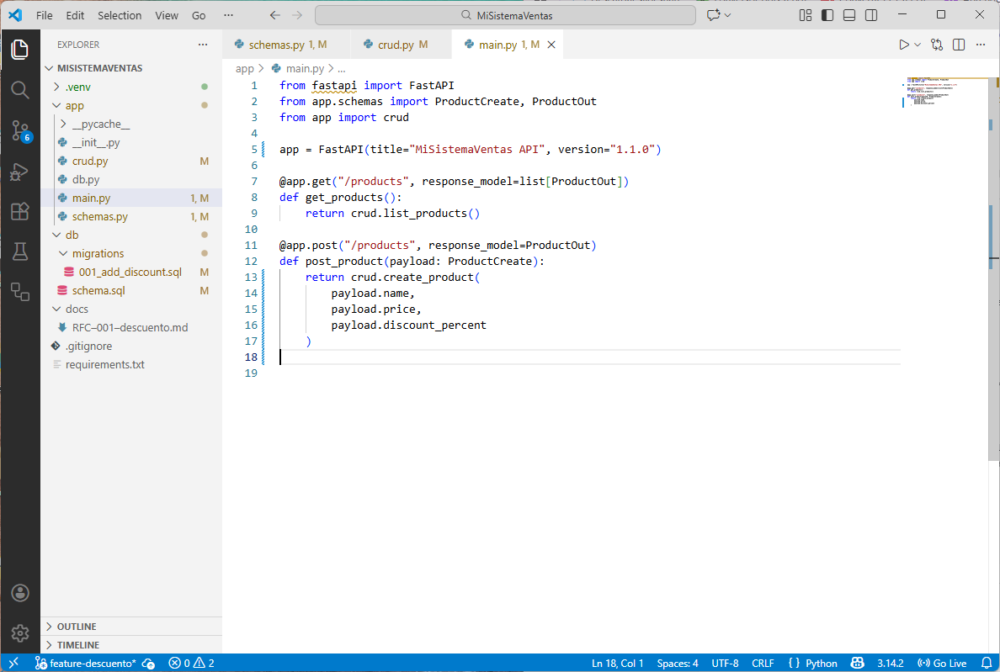 File Edit Selection View Go ... MiSistemaVentas
EXPLORER ...
schemas.py 1, M crud.py M main.py 1, M
MISISTEMAVENTAS
.venv
app
__pycache__
__init__.py
crud.py M
db.py
main.py 1, M
schemas.py 1, M
db
migrations
001_add_discount.sql M
schema.sql M
docs
RFC-001-descuento.md
.gitignore
requirements.txt
OUTLINE
TIMELINE
6
app > main.py > ...
1 from fastapi import FastAPI
2 from app.schemas import ProductCreate, ProductOut
3 from app import crud
4
5 app = FastAPI(title="MiSistemaVentas API", version="1.1.0")
6
7 @app.get("/products", response_model=list[ProductOut])
8 def get_products():
9 return crud.list_products()
10
11 @app.post("/products", response_model=ProductOut)
12 def post_product(payload: ProductCreate):
13 return crud.create_product(
14 payload.name,
15 payload.price,
16 payload.discount_percent
17 )
18
19
feature-descuento* 0 2 Ln 18, Col 1 Spaces: 4 UTF-8 CRLF { } Python 3.14.2 Go Live